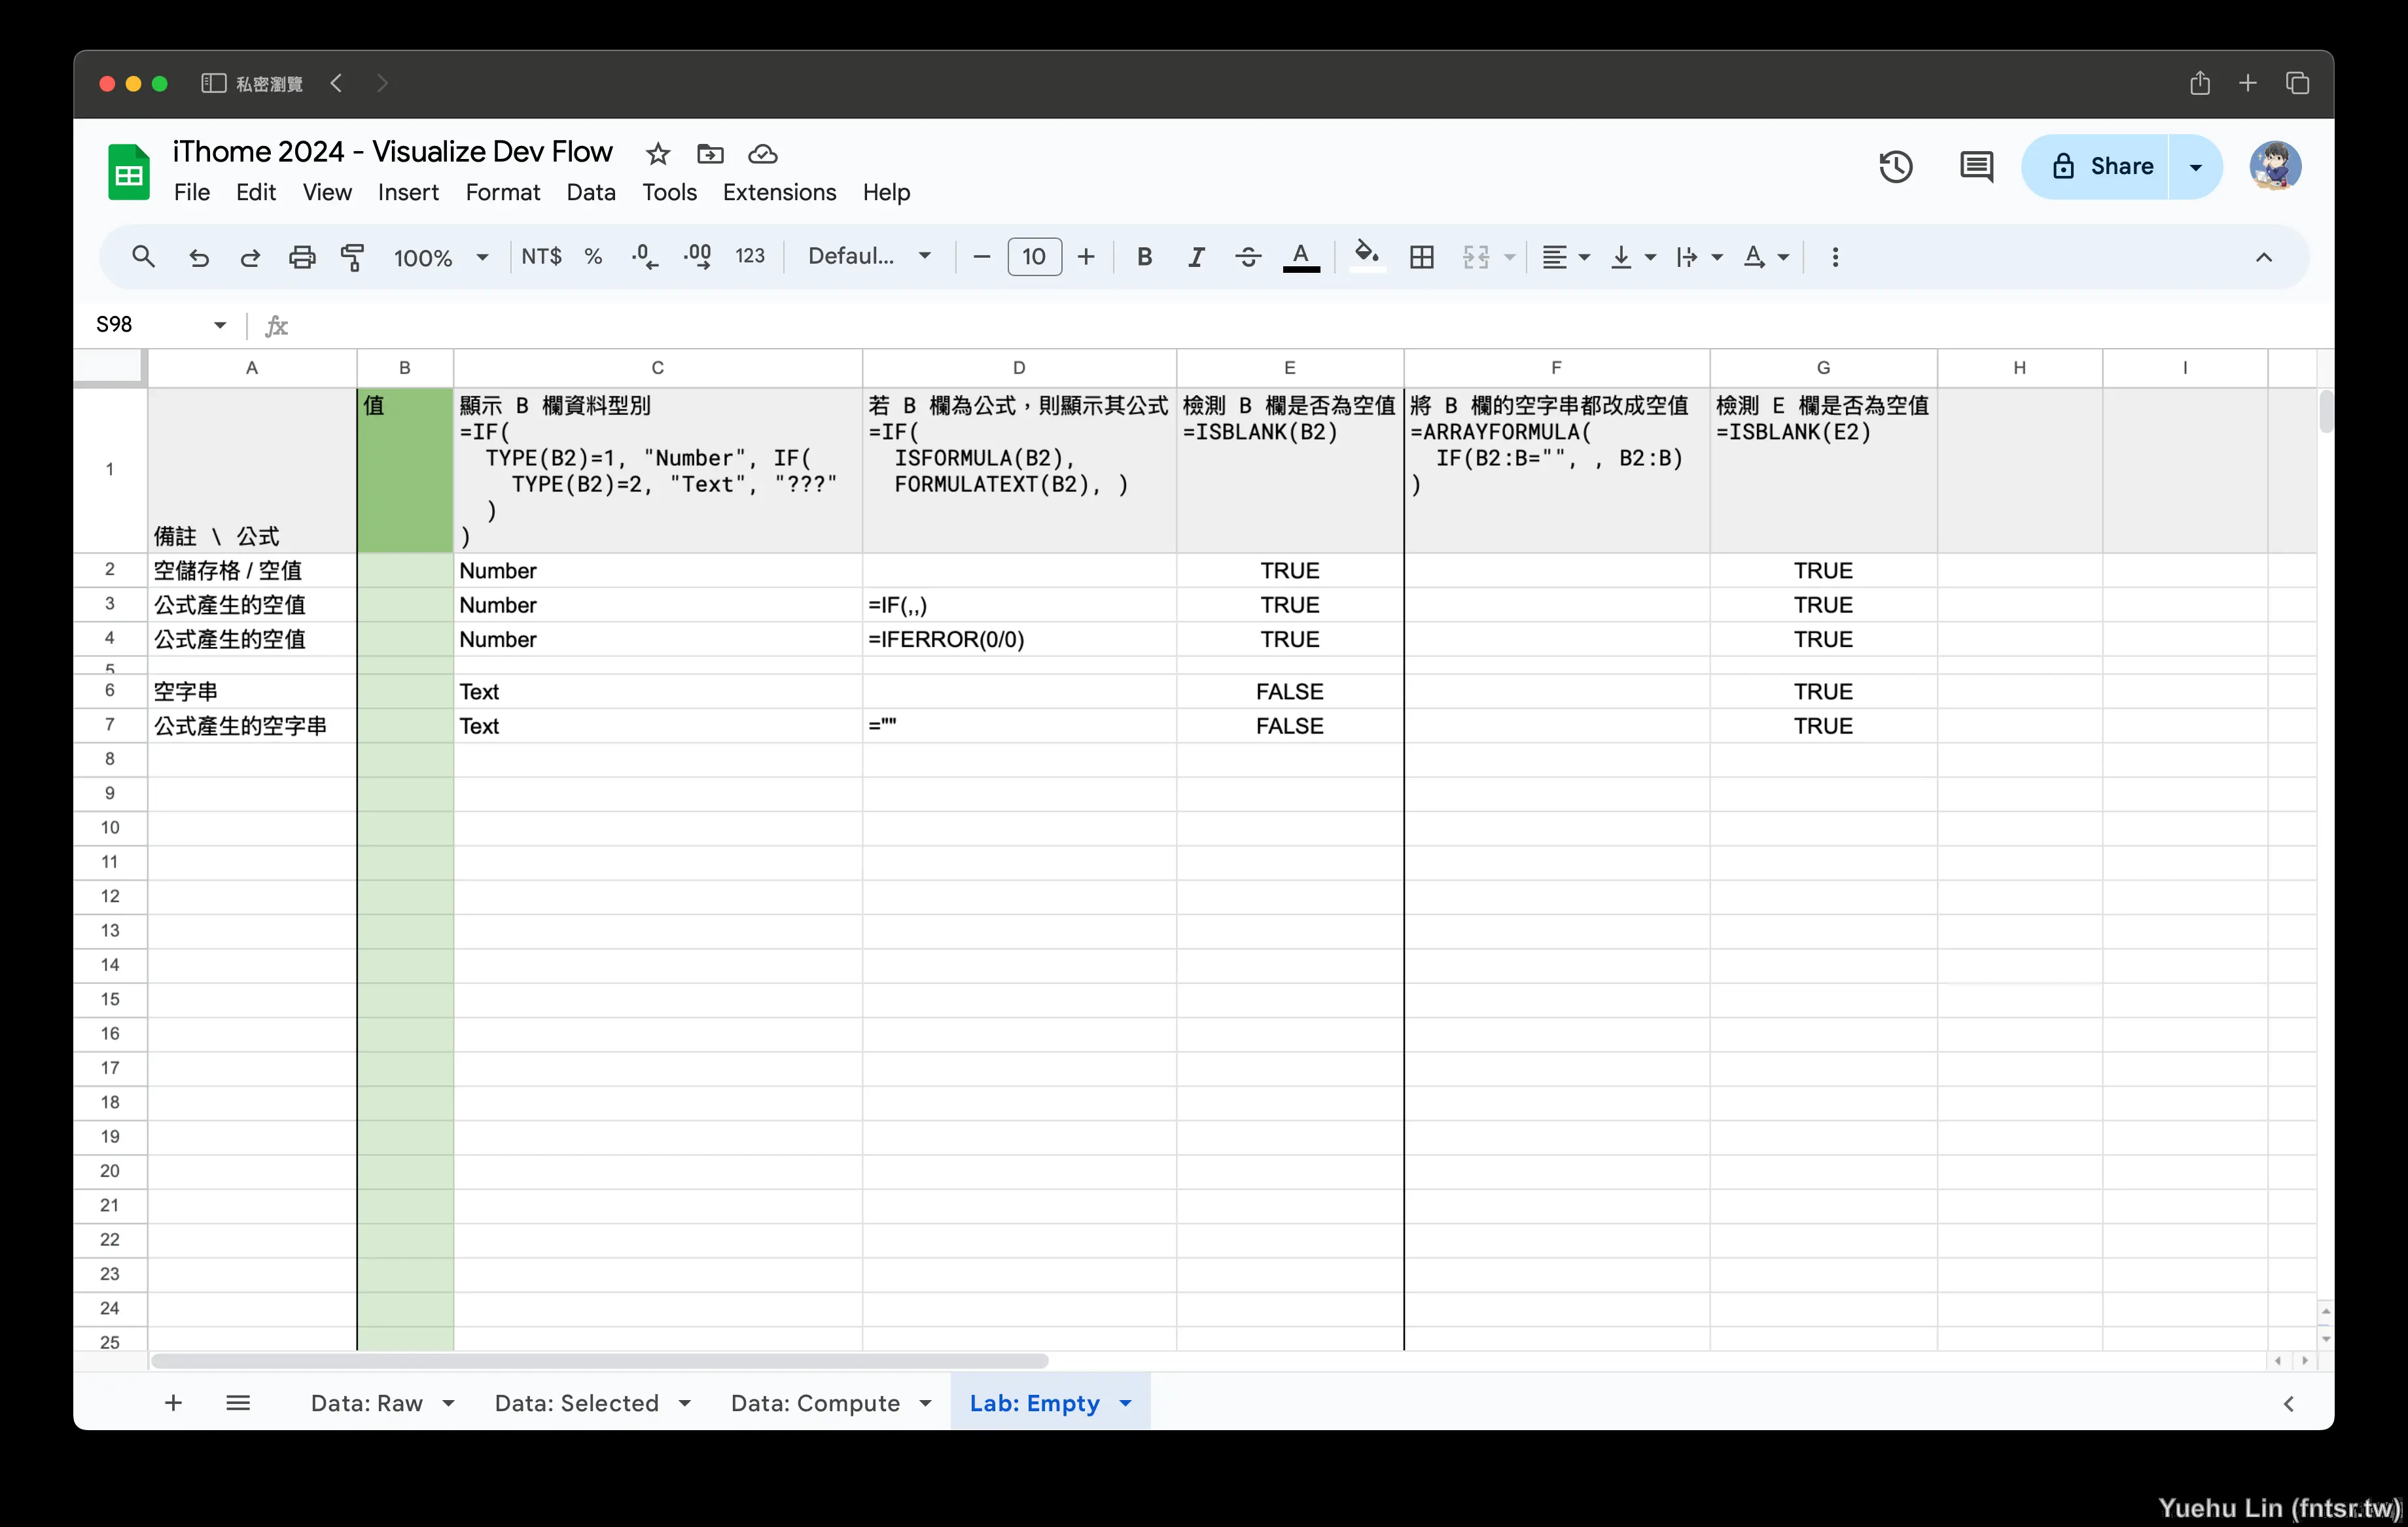 私密瀏覽
iThome 2024 - Visualize Dev Flow
File Edit View Insert Format Data Tools Extensions Help
Share
100% NT$ % .0 .00 123 Defaul... 10 B I S A A
S98 fx
A B C D E F G H I
1
備註 \ 公式
值
顯示 B 欄資料型別
=IF(
TYPE(B2)=1, "Number", IF(
TYPE(B2)=2, "Text", "???"
)
)
若 B 欄為公式，則顯示其公式
=IF(
ISFORMULA(B2),
FORMULATEXT(B2), )
檢測 B 欄是否為空值
=ISBLANK(B2)
將 B 欄的空字串都改成空值
=ARRAYFORMULA(
IF(B2:B="", , B2:B)
)
檢測 E 欄是否為空值
=ISBLANK(E2)
2 空儲存格 / 空值 Number TRUE TRUE
3 公式產生的空值 Number =IF(,,) TRUE TRUE
4 公式產生的空值 Number =IFERROR(0/0) TRUE TRUE
5
6 空字串 Text FALSE TRUE
7 公式產生的空字串 Text ="" FALSE TRUE
8
9
10
11
12
13
14
15
16
17
18
19
20
21
22
23
24
25
Data: Raw Data: Selected Data: Compute Lab: Empty
Yuehu Lin (fntsr.tw)